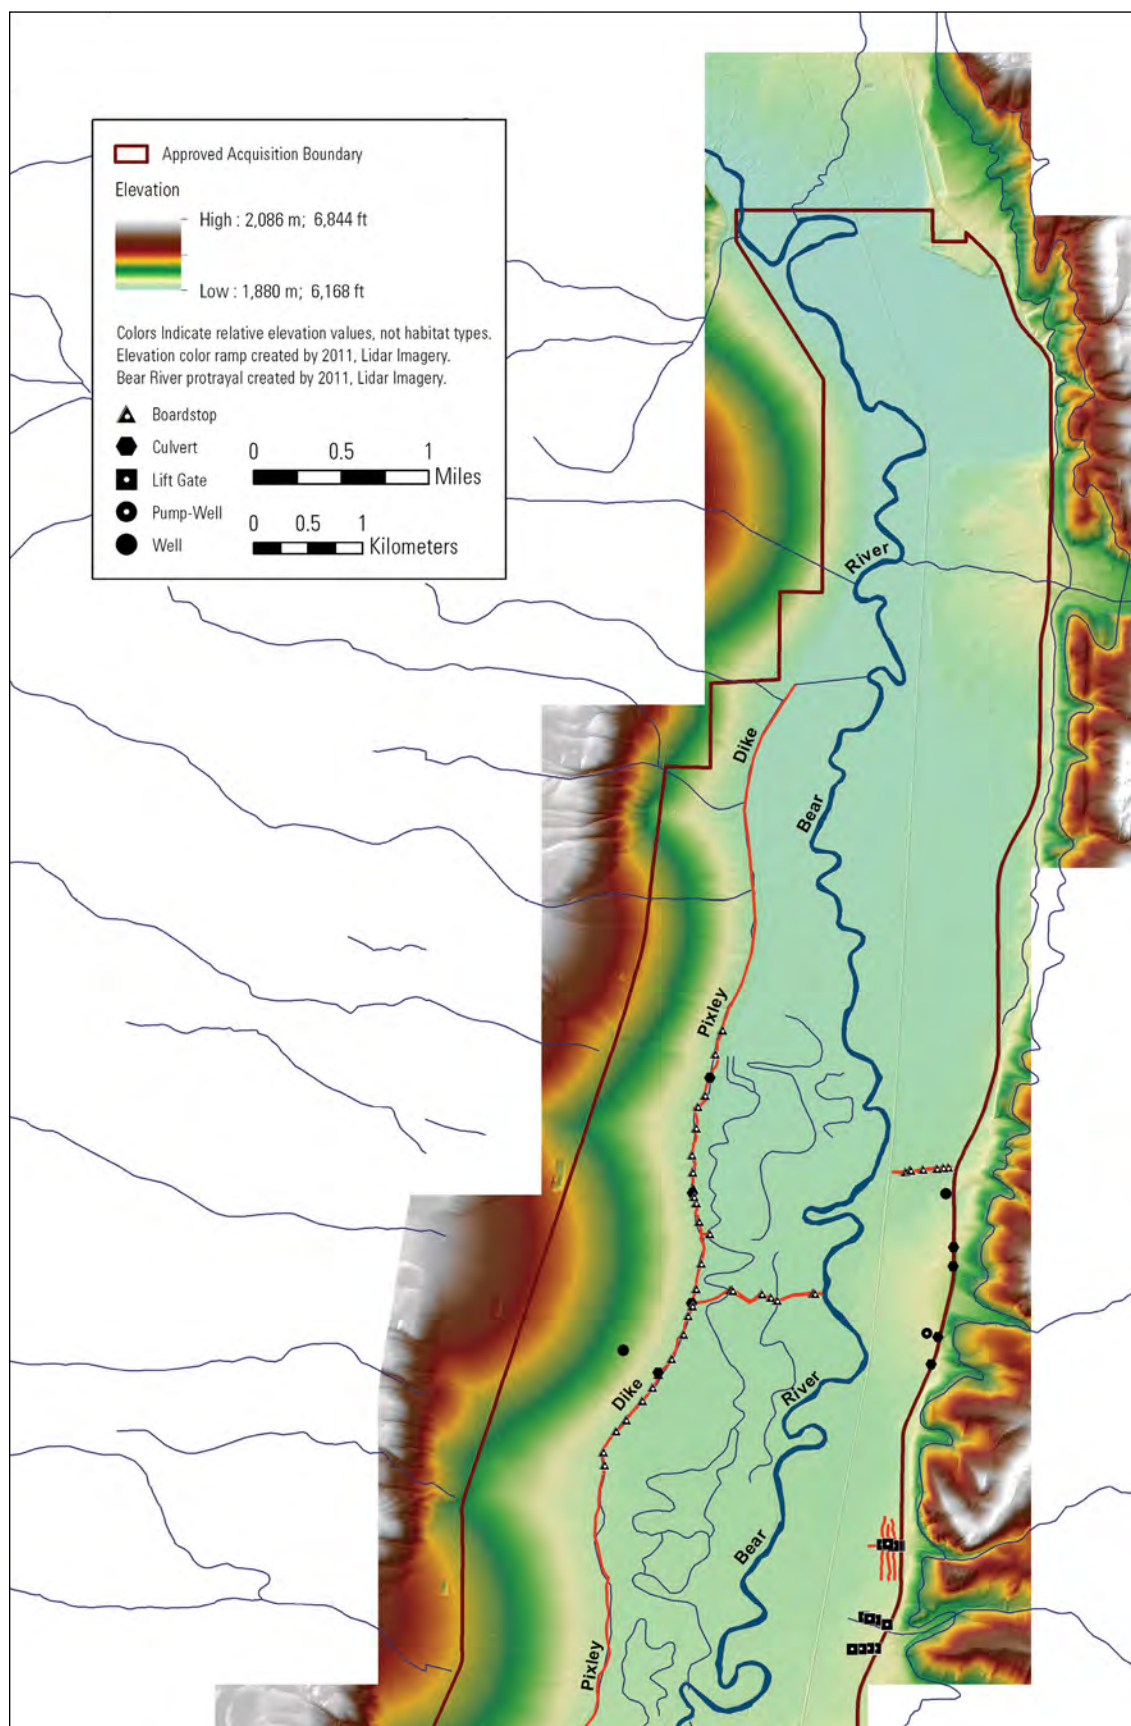 Approved Acquisition Boundary
Elevation
High : 2,086 m; 6,844 ft
Low : 1,880 m; 6,168 ft
Colors Indicate relative elevation values, not habitat types.
Elevation color ramp created by 2011, Lidar Imagery.
Bear River protrayal created by 2011, Lidar Imagery.
Boardstop
Culvert
Lift Gate
Pump-Well
Well
0 0.5 1
Miles
0 0.5 1
Kilometers
River
Dike
Bear
Pixley
River
Dike
Bear
Pixley